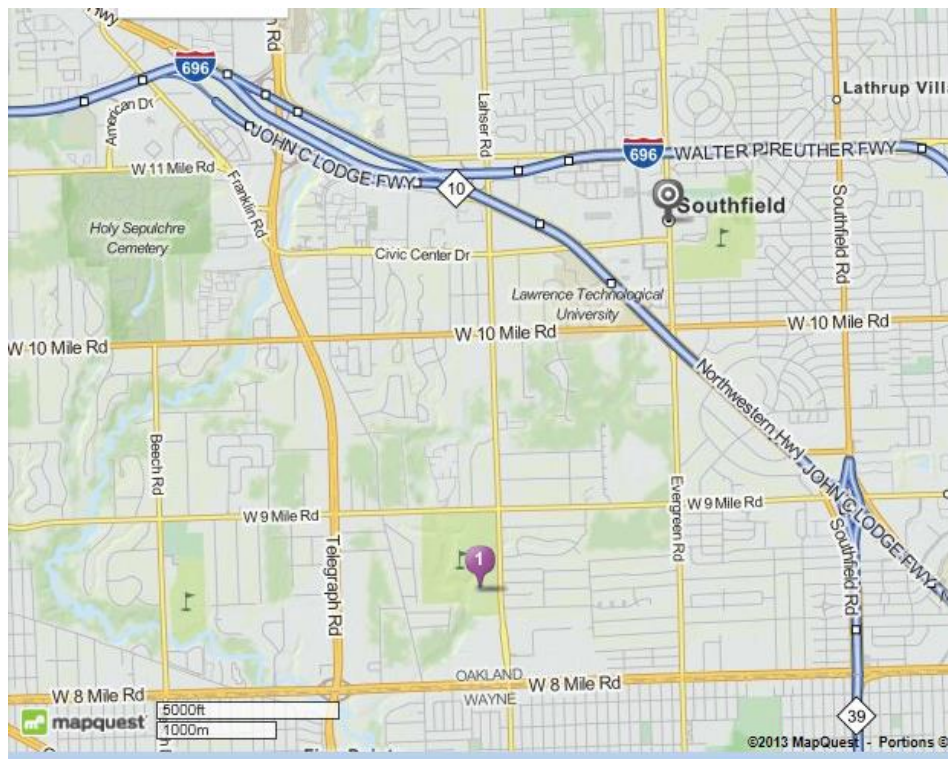 Hwy
Rd
696
American Dr
Lahser Rd
Lathrup Vill
JOHN C LODGE FWY
696
WALTER P REUTHER FWY
W 11 Mile Rd
10
Franklin Rd
Southfield
Southfield Rd
Holy Sepulchre
Cemetery
Civic Center Dr
Lawrence Technological
University
W 10 Mile Rd
W 10 Mile Rd
Northwestern Hwy
Beech Rd
JOHN C LODGE FWY
Evergreen Rd
W 9 Mile Rd
W 9 Mile Rd
Telegraph Rd
1
Southfield Rd
OAKLAND
W 8 Mile Rd
W 8 Mile Rd
WAYNE
mapquest
5000ft
1000m
39
©2013 MapQuest - Portions ©